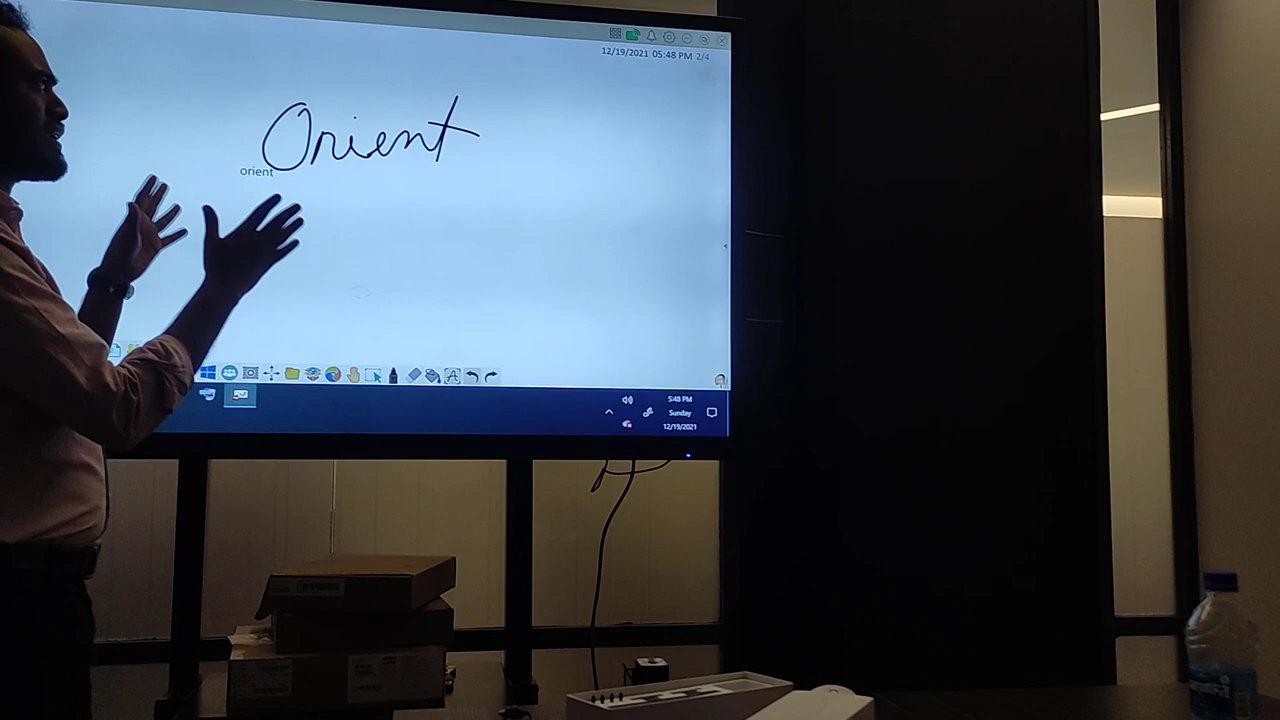 12/19/2021 05:48 PM 2/4
Orient
orient
5:48 PM
Sunday
12/19/2021